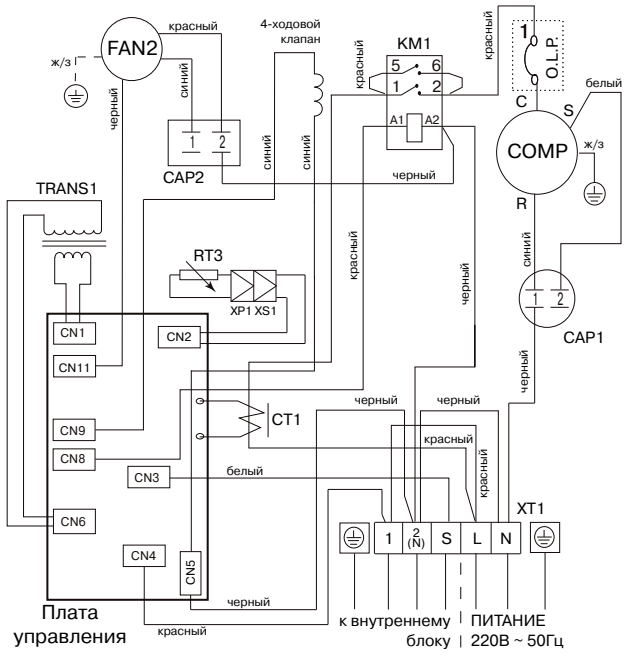 красный
FAN2
ж/з
синий
черный
1 2
CAP2
4-ходовой
клапан
синий
синий
красный
KM1
5 6
1 2
A1 A2
черный
красный
1
O.L.P.
C
S
белый
COMP
ж/з
R
синий
1 2
CAP1
черный
TRANS1
RT3
XP1 XS1
красный
черный
CN1
CN2
CN11
CN9
CN8
CN3
CN6
CN4
CN5
CT1
белый
черный
черный
красный
красный
XT1
1
2
(N)
S
L
N
черный
красный
Плата
управления
к внутреннему
блоку
ПИТАНИЕ
220В ~ 50Гц